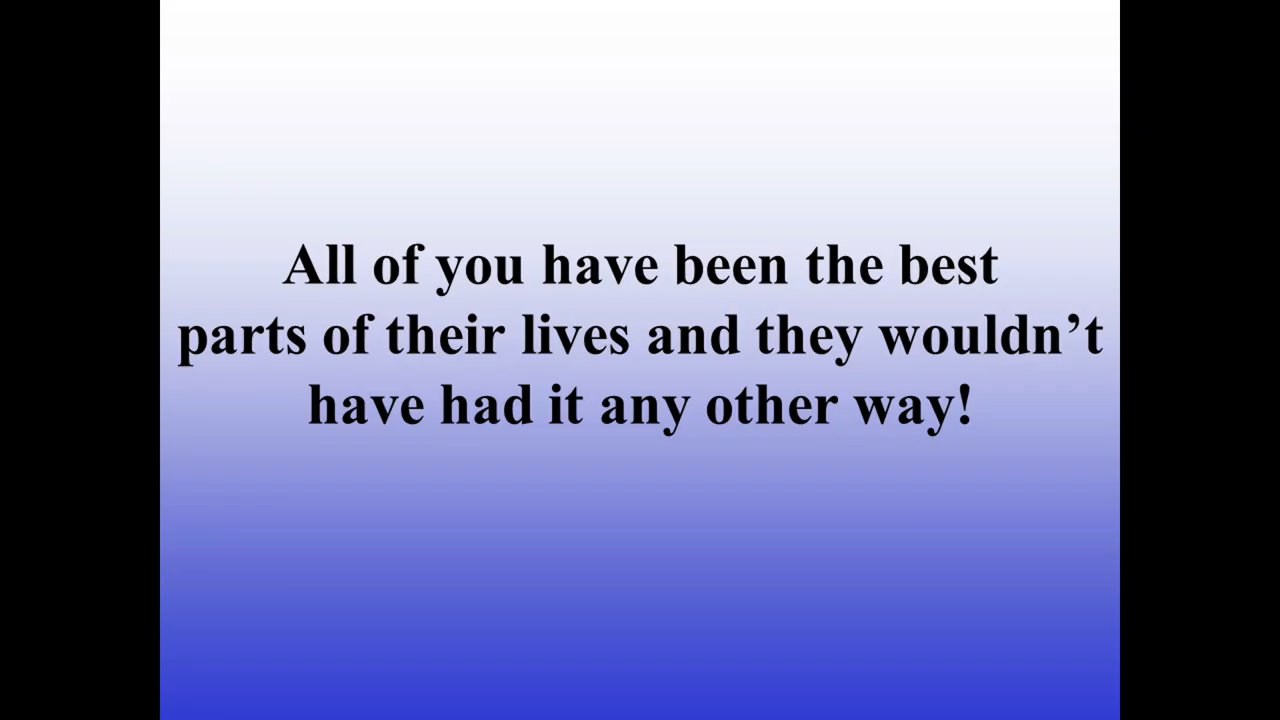 All of you have been the best
parts of their lives and they wouldn’t
have had it any other way!